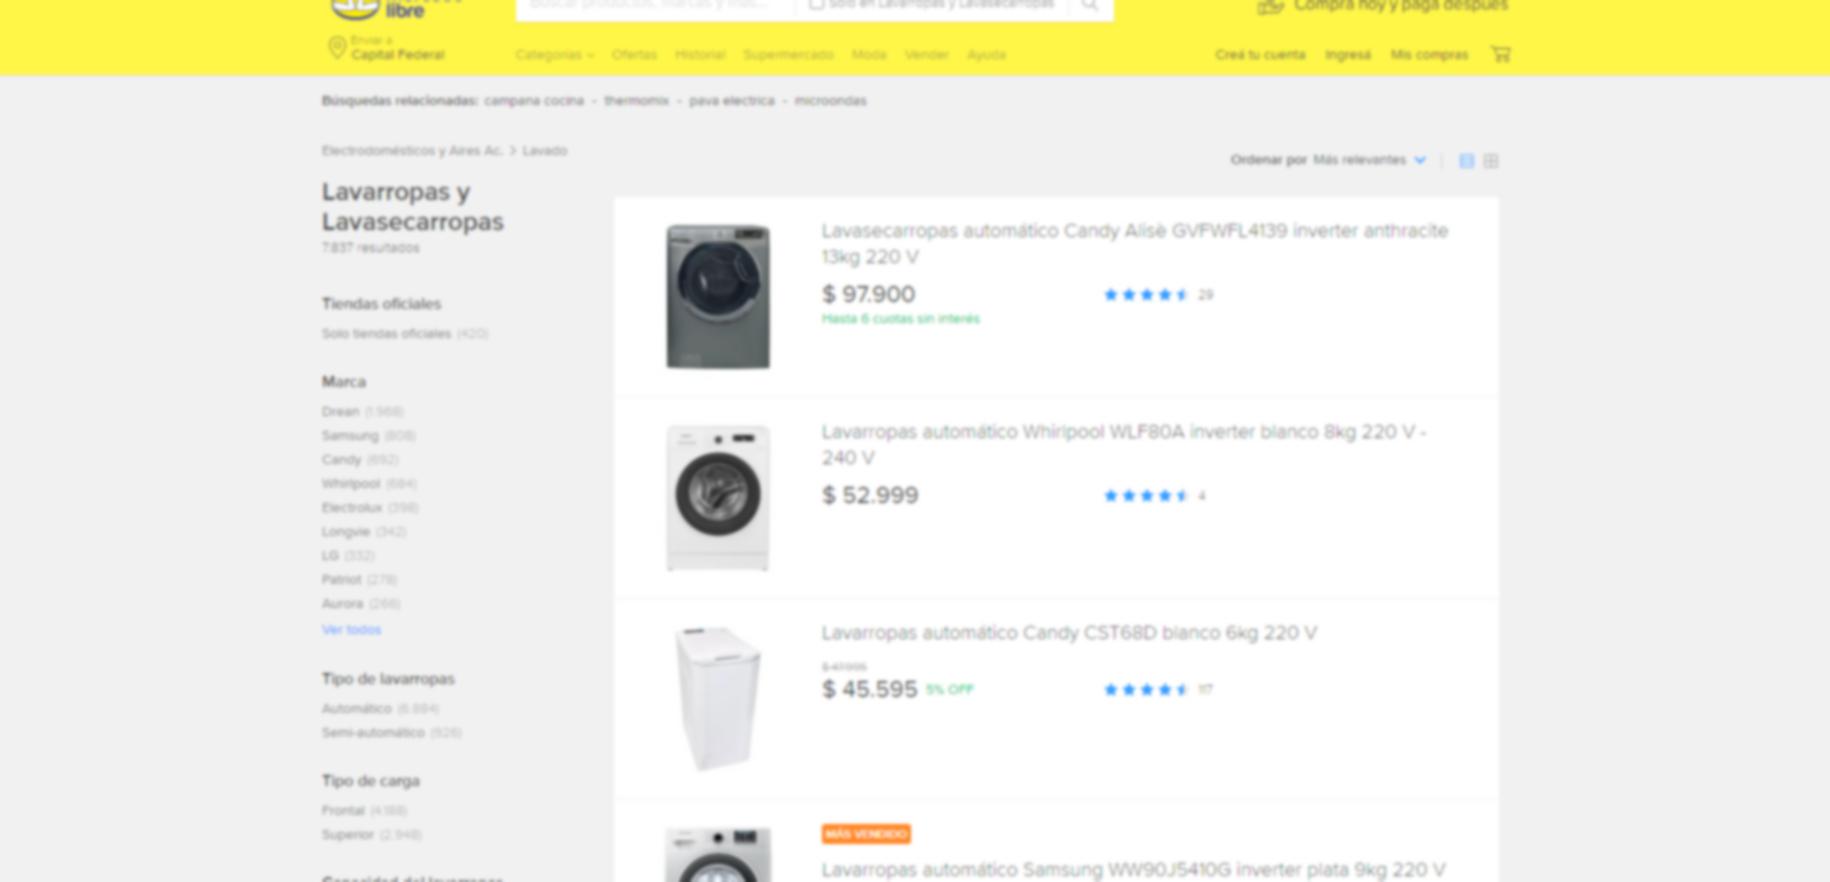 libre
Buscar productos, marcas y más...
Solo en Lavarropas y Lavasecarropas
Compra hoy y paga después
Enviar a
Capital Federal
Categorías Ofertas Historial Supermercado Moda Vender Ayuda
Creá tu cuenta Ingresá Mis compras
Búsquedas relacionadas: campana cocina - thermomix - pava electrica - microondas
Electrodomésticos y Aires Ac. > Lavado
Ordenar por Más relevantes
Lavarropas y
Lavasecarropas
7.837 resultados
Tiendas oficiales
Solo tiendas oficiales (420)
Marca
Drean (1.968)
Samsung (808)
Candy (692)
Whirlpool (684)
Electrolux (398)
Longvie (342)
LG (332)
Patriot (278)
Aurora (266)
Ver todos
Tipo de lavarropas
Automático (6.884)
Semi-automático (926)
Tipo de carga
Frontal (4.188)
Superior (2.948)
Capacidad del lavarropas
Lavasecarropas automático Candy Alisè GVFWFL4139 inverter anthracite
13kg 220 V
$ 97.900
29
Hasta 6 cuotas sin interés
Lavarropas automático Whirlpool WLF80A inverter blanco 8kg 220 V -
240 V
$ 52.999
4
Lavarropas automático Candy CST68D blanco 6kg 220 V
$ 45.595 5% OFF
117
MÁS VENDIDO
Lavarropas automático Samsung WW90J5410G inverter plata 9kg 220 V